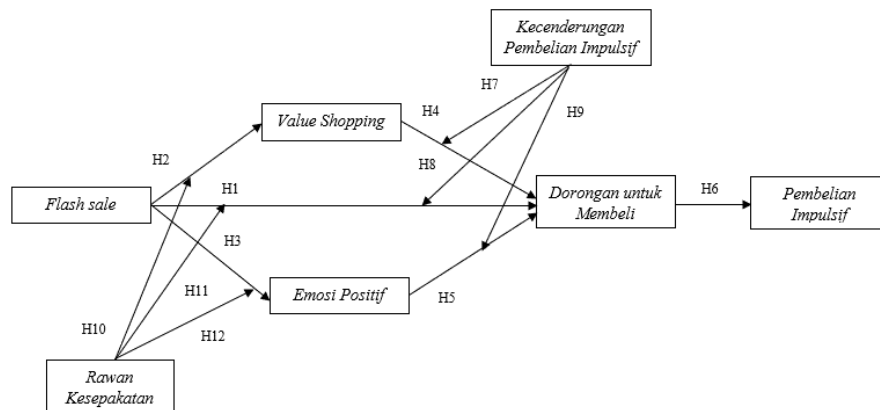 Kecenderungan
Pembelian Impulsif
H7
H9
Value Shopping
H4
H2
H8
H1
Flash sale
Dorongan untuk
Membeli
H6
Pembelian
Impulsif
H3
H11
Emosi Positif
H5
H10
H12
Rawan
Kesepakatan